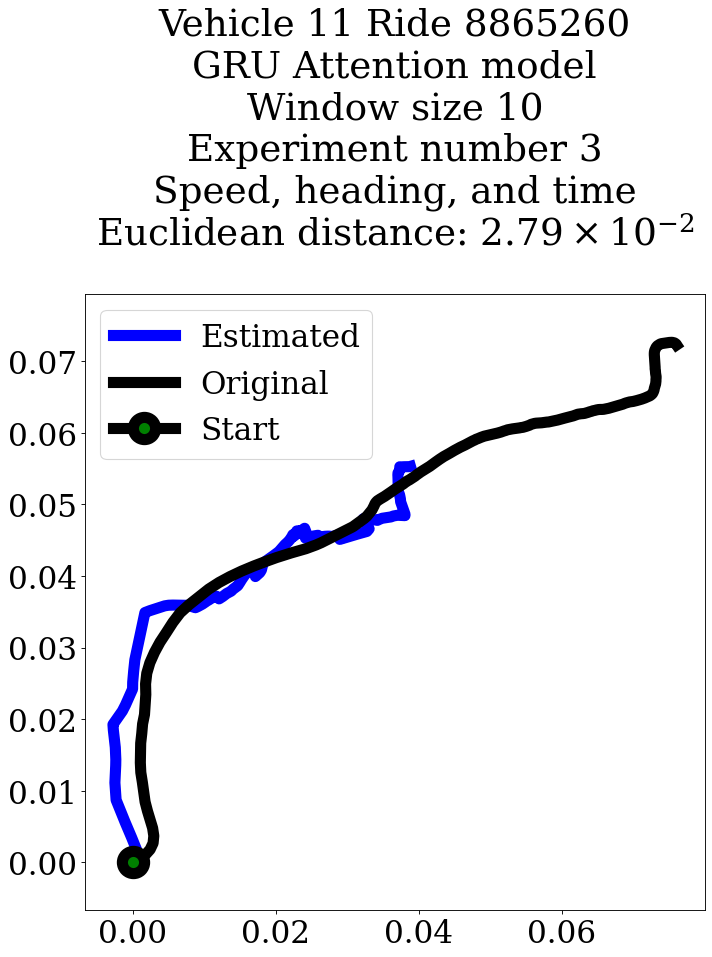 Vehicle 11 Ride 8865260
GRU Attention model
Window size 10
Experiment number 3
Speed, heading, and time
Euclidean distance: 2.79 × 10⁻²
Estimated
Original
Start
0.07
0.06
0.05
0.04
0.03
0.02
0.01
0.00
0.00 0.02 0.04 0.06